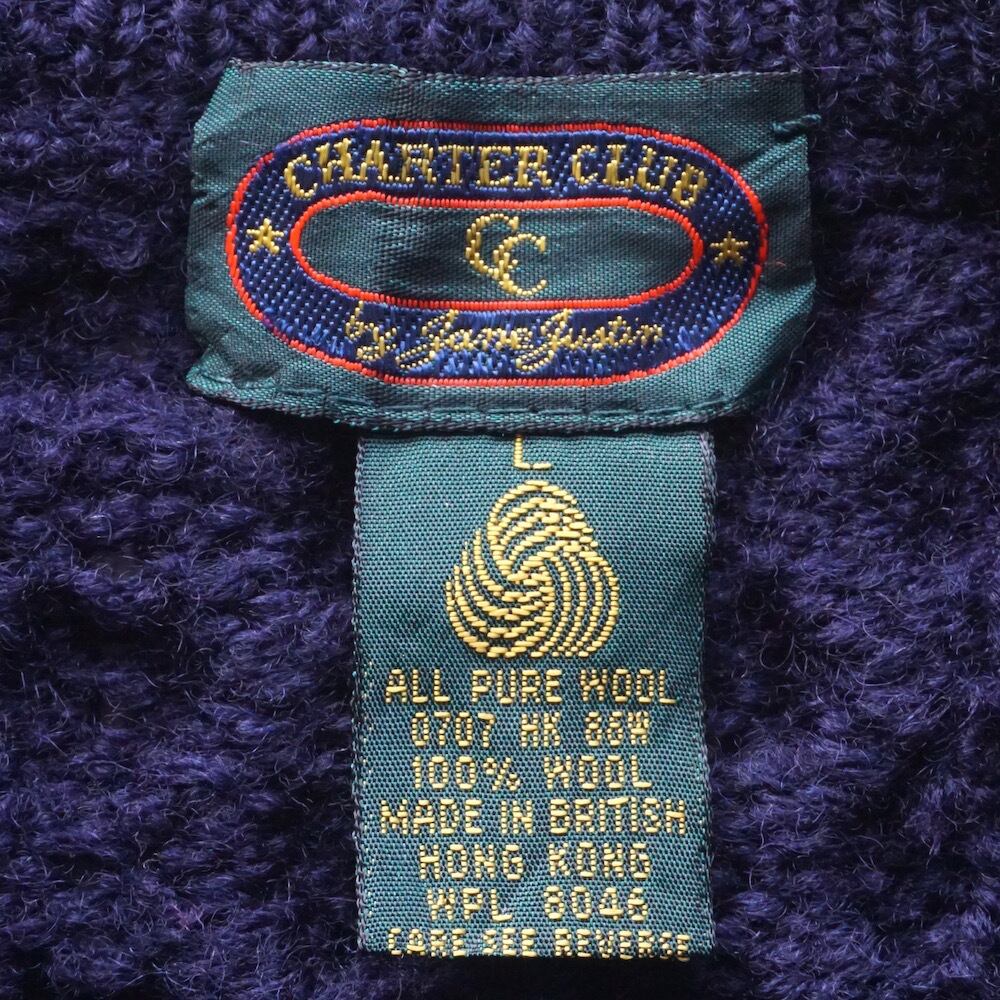 CHARTER CLUB
CC
by Jane Justin
L
ALL PURE WOOL
0707 HK 86W
100% WOOL
MADE IN BRITISH
HONG KONG
WPL 8046
CARE SEE REVERSE